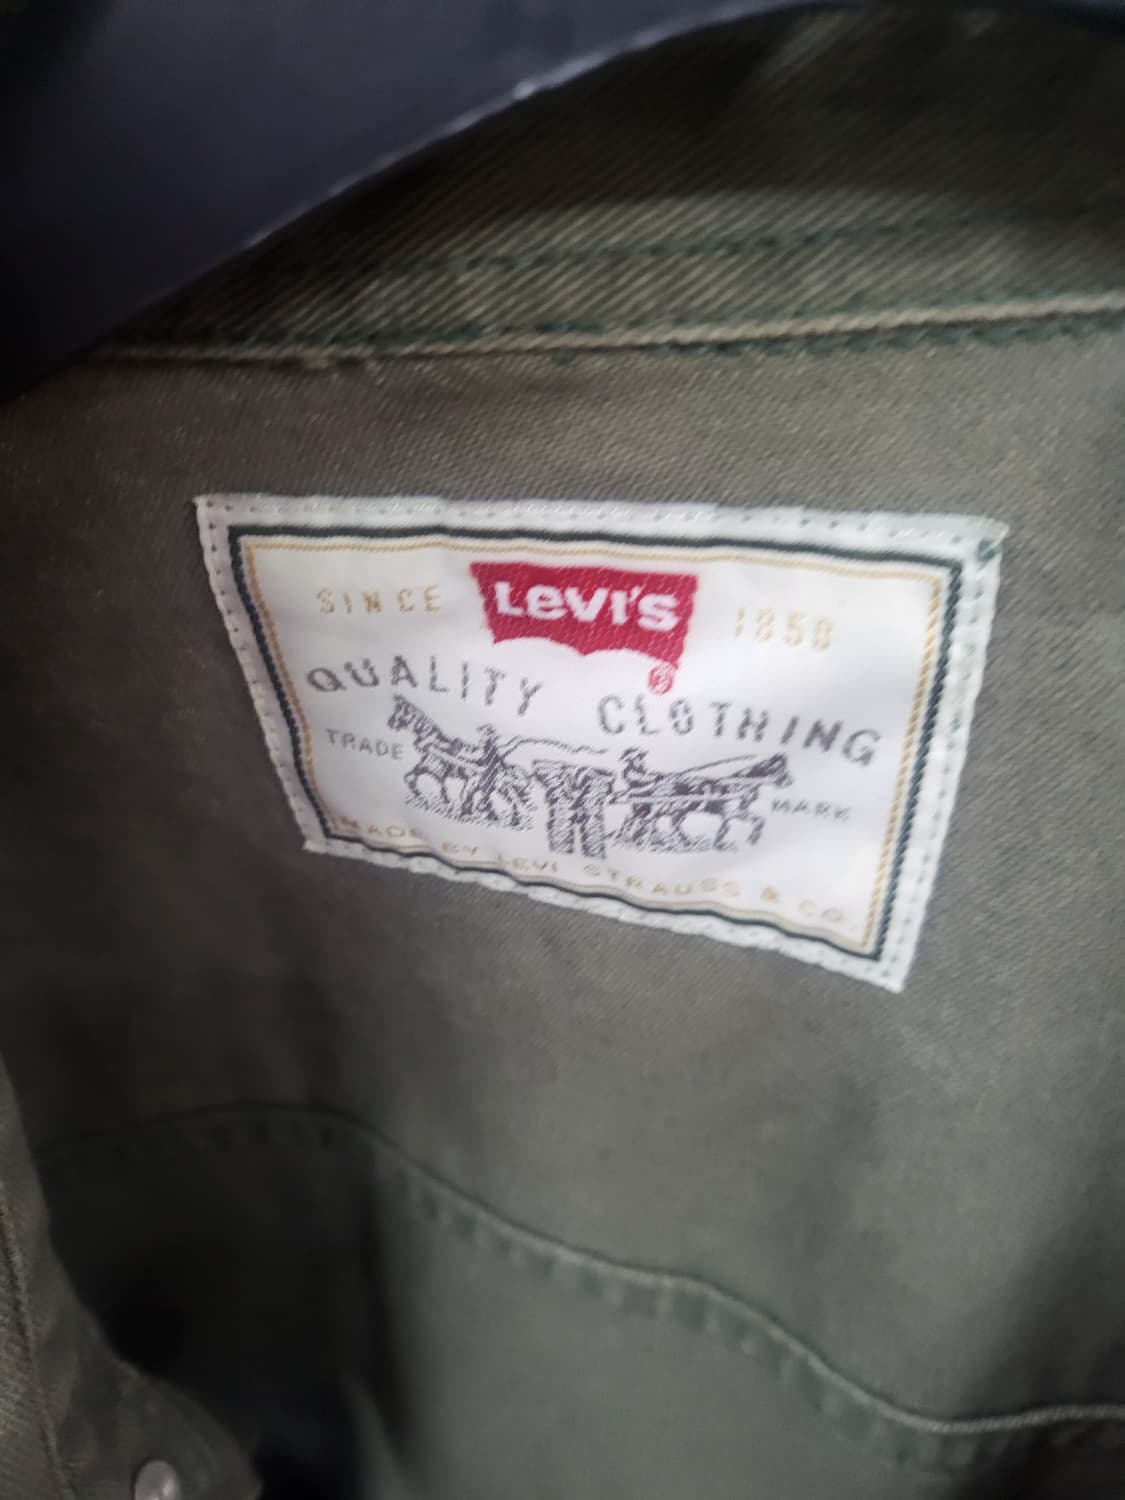 SINCE LEVI'S 1850
®
QUALITY CLOTHING
TRADE MARK
MADE BY LEVI STRAUSS & CO.